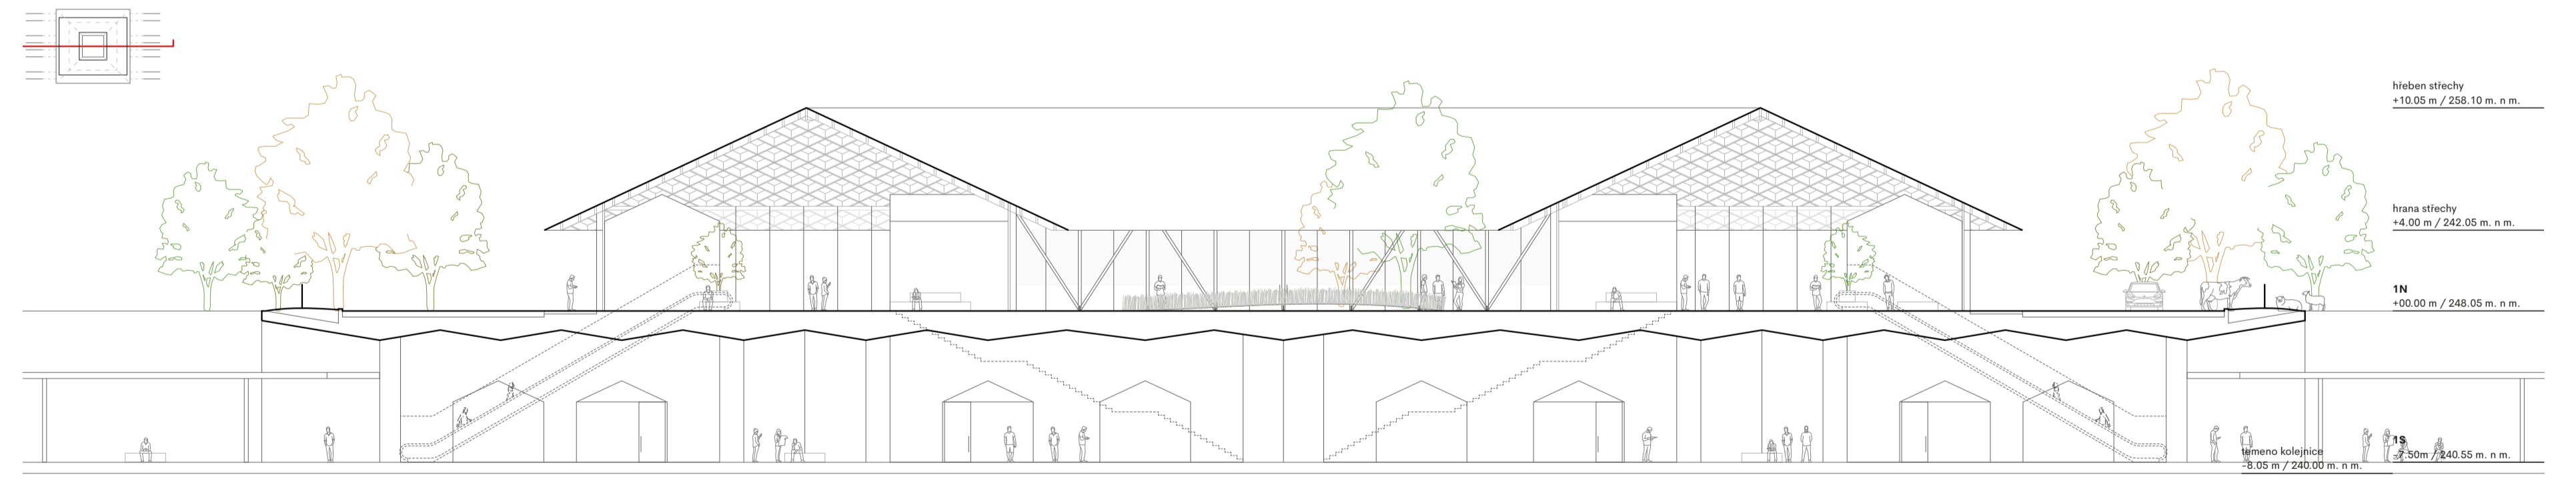 hřeben střechy
+10.05 m / 258.10 m. n m.
hrana střechy
+4.00 m / 242.05 m. n m.
1N
+00.00 m / 248.05 m. n m.
1S
-7.50m / 240.55 m. n m.
temeno kolejnice
-8.05 m / 240.00 m. n m.